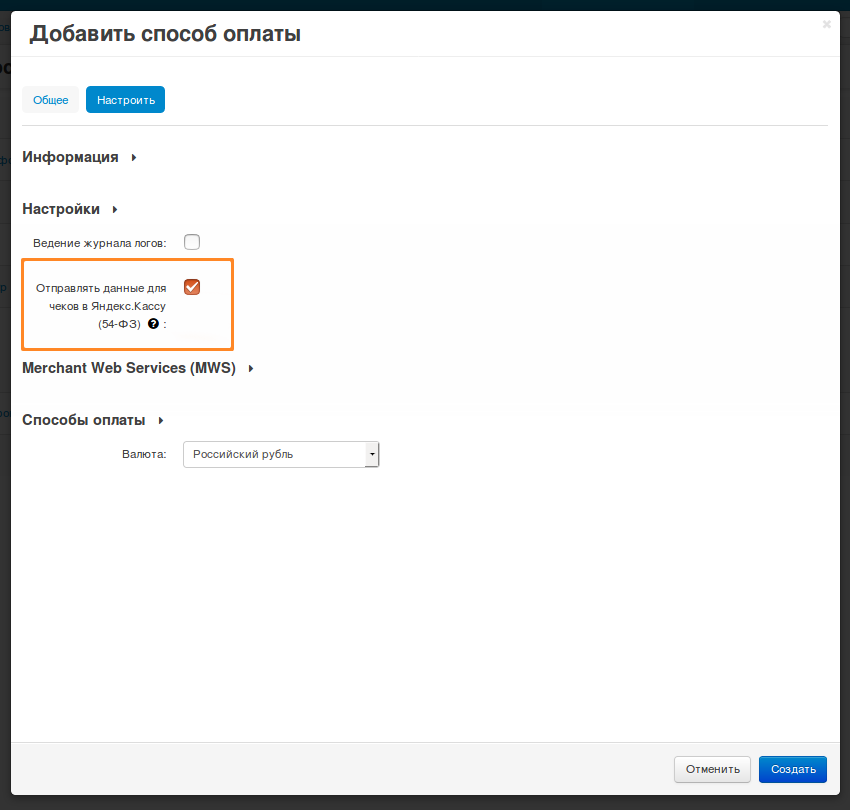 Добавить способ оплаты
Общее
Настроить
Информация
Настройки
Ведение журнала логов:
Отправлять данные для
чеков в Яндекс.Кассу
(54-ФЗ) ? :
Merchant Web Services (MWS)
Способы оплаты
Валюта: Российский рубль
Отменить
Создать